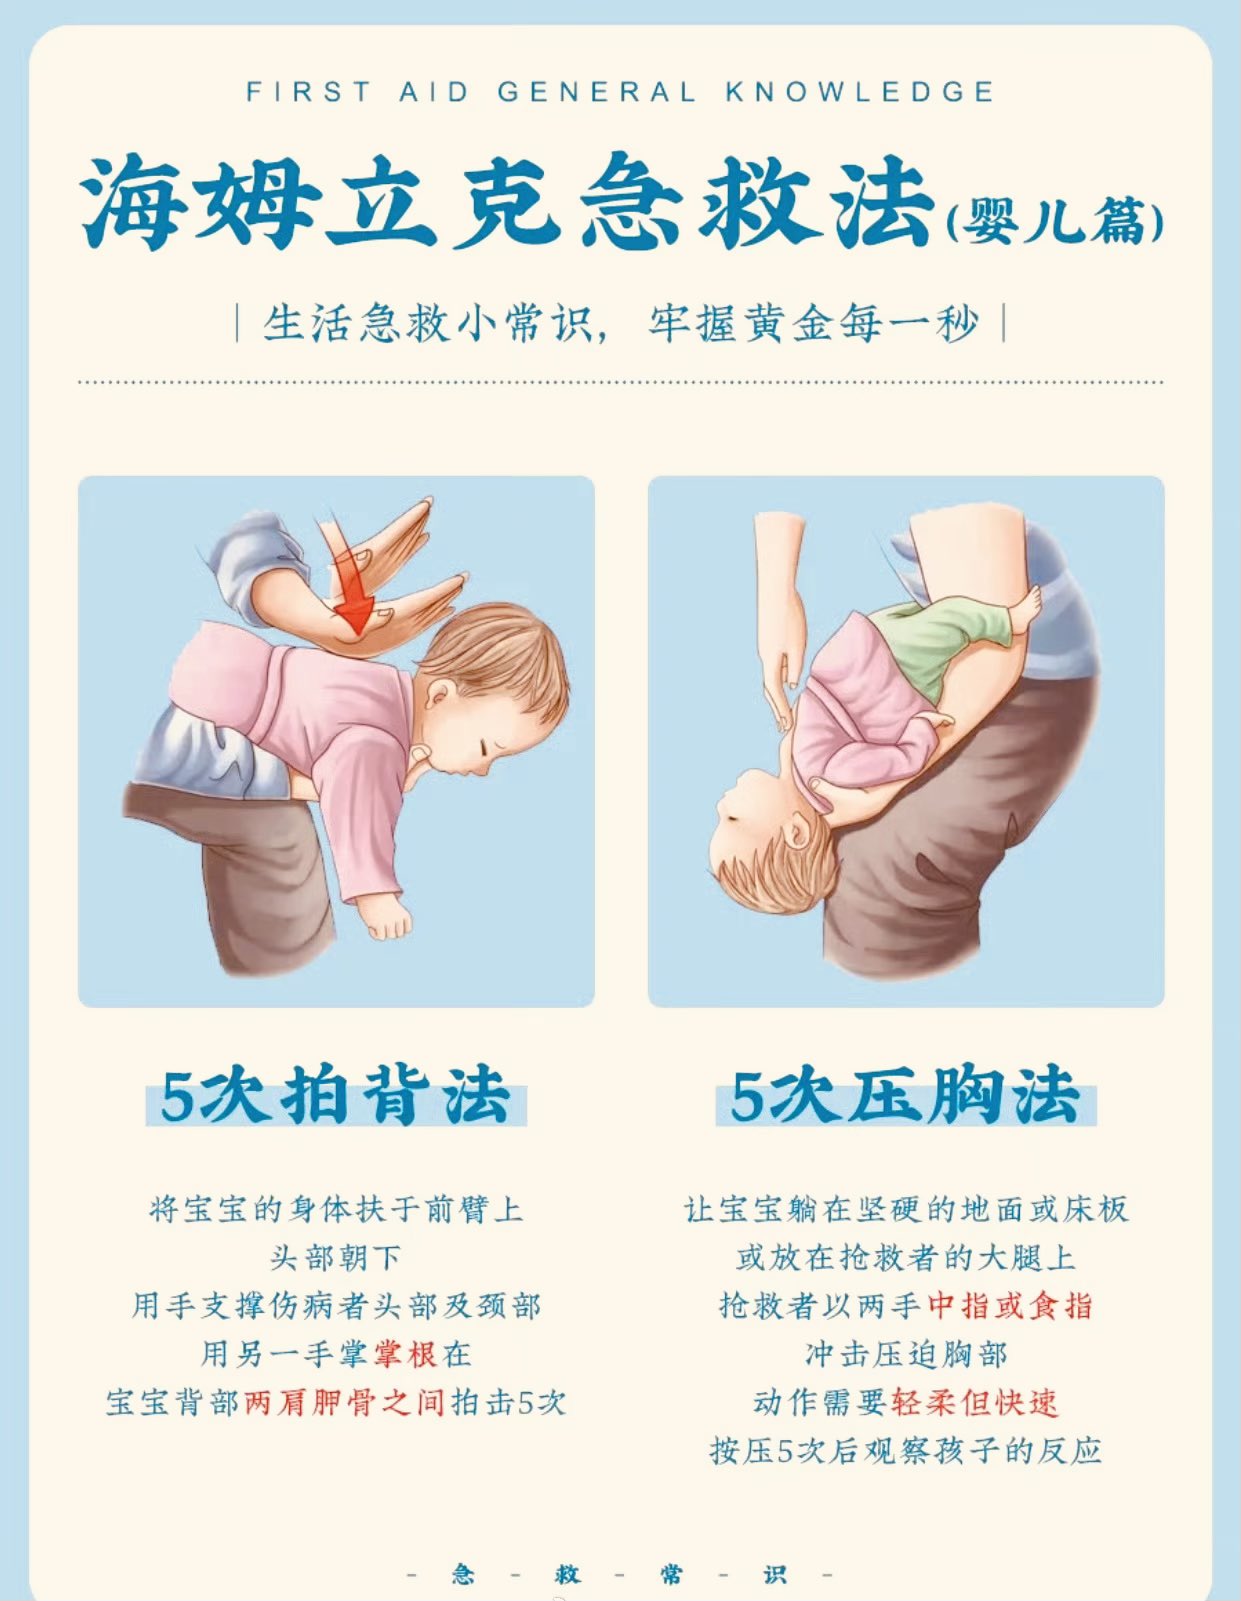 FIRST AID GENERAL KNOWLEDGE
海姆立克急救法(婴儿篇)
|生活急救小常识，牢握黄金每一秒|
5次拍背法
将宝宝的身体扶于前臂上
头部朝下
用手支撑伤病者头部及颈部
用另一手掌掌根在
宝宝背部两肩胛骨之间拍击5次
5次压胸法
让宝宝躺在坚硬的地面或床板
或放在抢救者的大腿上
抢救者以两手中指或食指
冲击压迫胸部
动作需要轻柔但快速
按压5次后观察孩子的反应
- 急 - 救 - 常 - 识 -